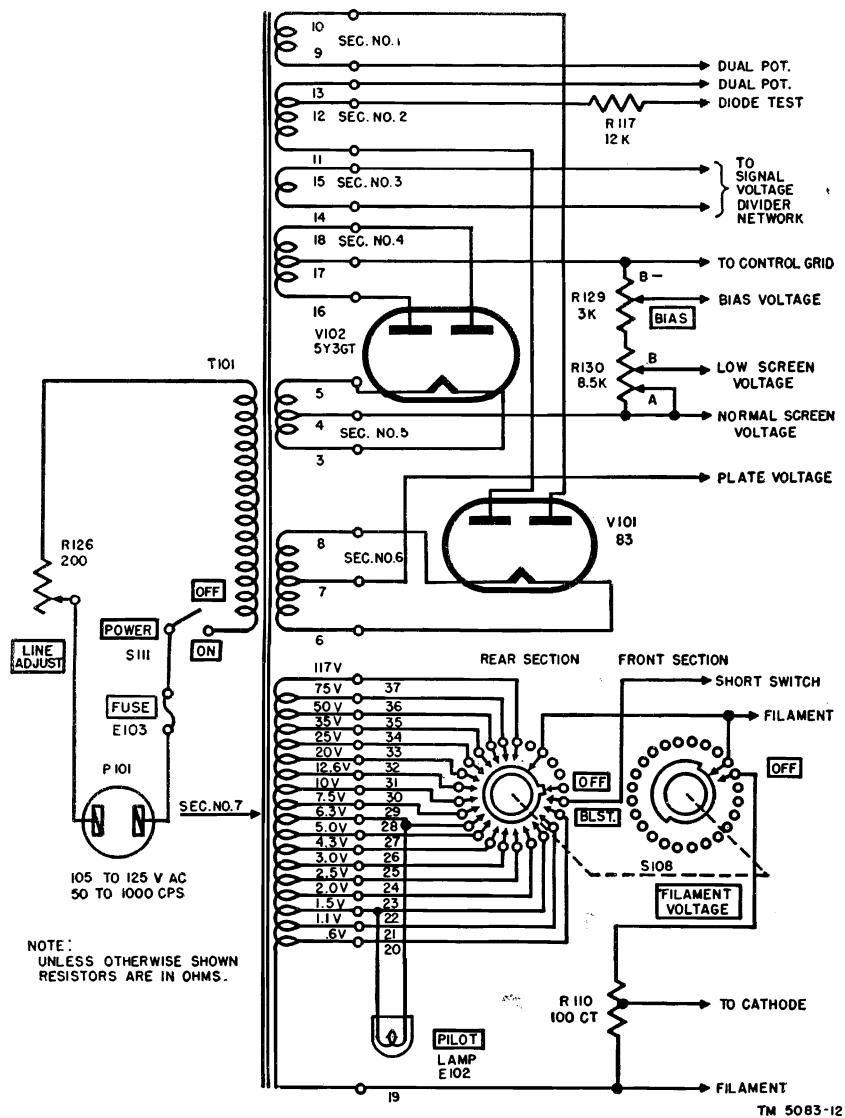 10
SEC. NO. 1
9
DUAL POT.
DUAL POT.
13
DIODE TEST
12
SEC. NO. 2
R 117
12 K
11
15
SEC. NO. 3
TO
SIGNAL
VOLTAGE
DIVIDER
NETWORK
14
18
SEC. NO. 4
17
TO CONTROL GRID
B -
16
R129
3K
BIAS
BIAS VOLTAGE
V102
5Y3GT
T101
R130
8.5K
B
LOW SCREEN
VOLTAGE
A
5
4
SEC. NO. 5
3
NORMAL SCREEN
VOLTAGE
PLATE VOLTAGE
V101
83
8
SEC. NO. 6
7
6
R126
200
LINE
ADJUST
OFF
POWER
S111
ON
FUSE
E103
P101
105 TO 125 V AC
50 TO 1000 CPS
SEC. NO. 7
REAR SECTION
FRONT SECTION
SHORT SWITCH
FILAMENT
117V
37
75V
36
50V
35
35V
34
25V
33
20V
32
12.6V
31
10V
30
7.5V
29
6.3V
28
5.0V
27
4.3V
26
3.0V
25
2.5V
24
2.0V
23
1.5V
22
1.1V
21
.6V
20
OFF
BLST.
OFF
S108
FILAMENT
VOLTAGE
NOTE:
UNLESS OTHERWISE SHOWN
RESISTORS ARE IN OHMS.
R 110
100 CT
TO CATHODE
PILOT
LAMP
E102
19
FILAMENT
TM 5083-12